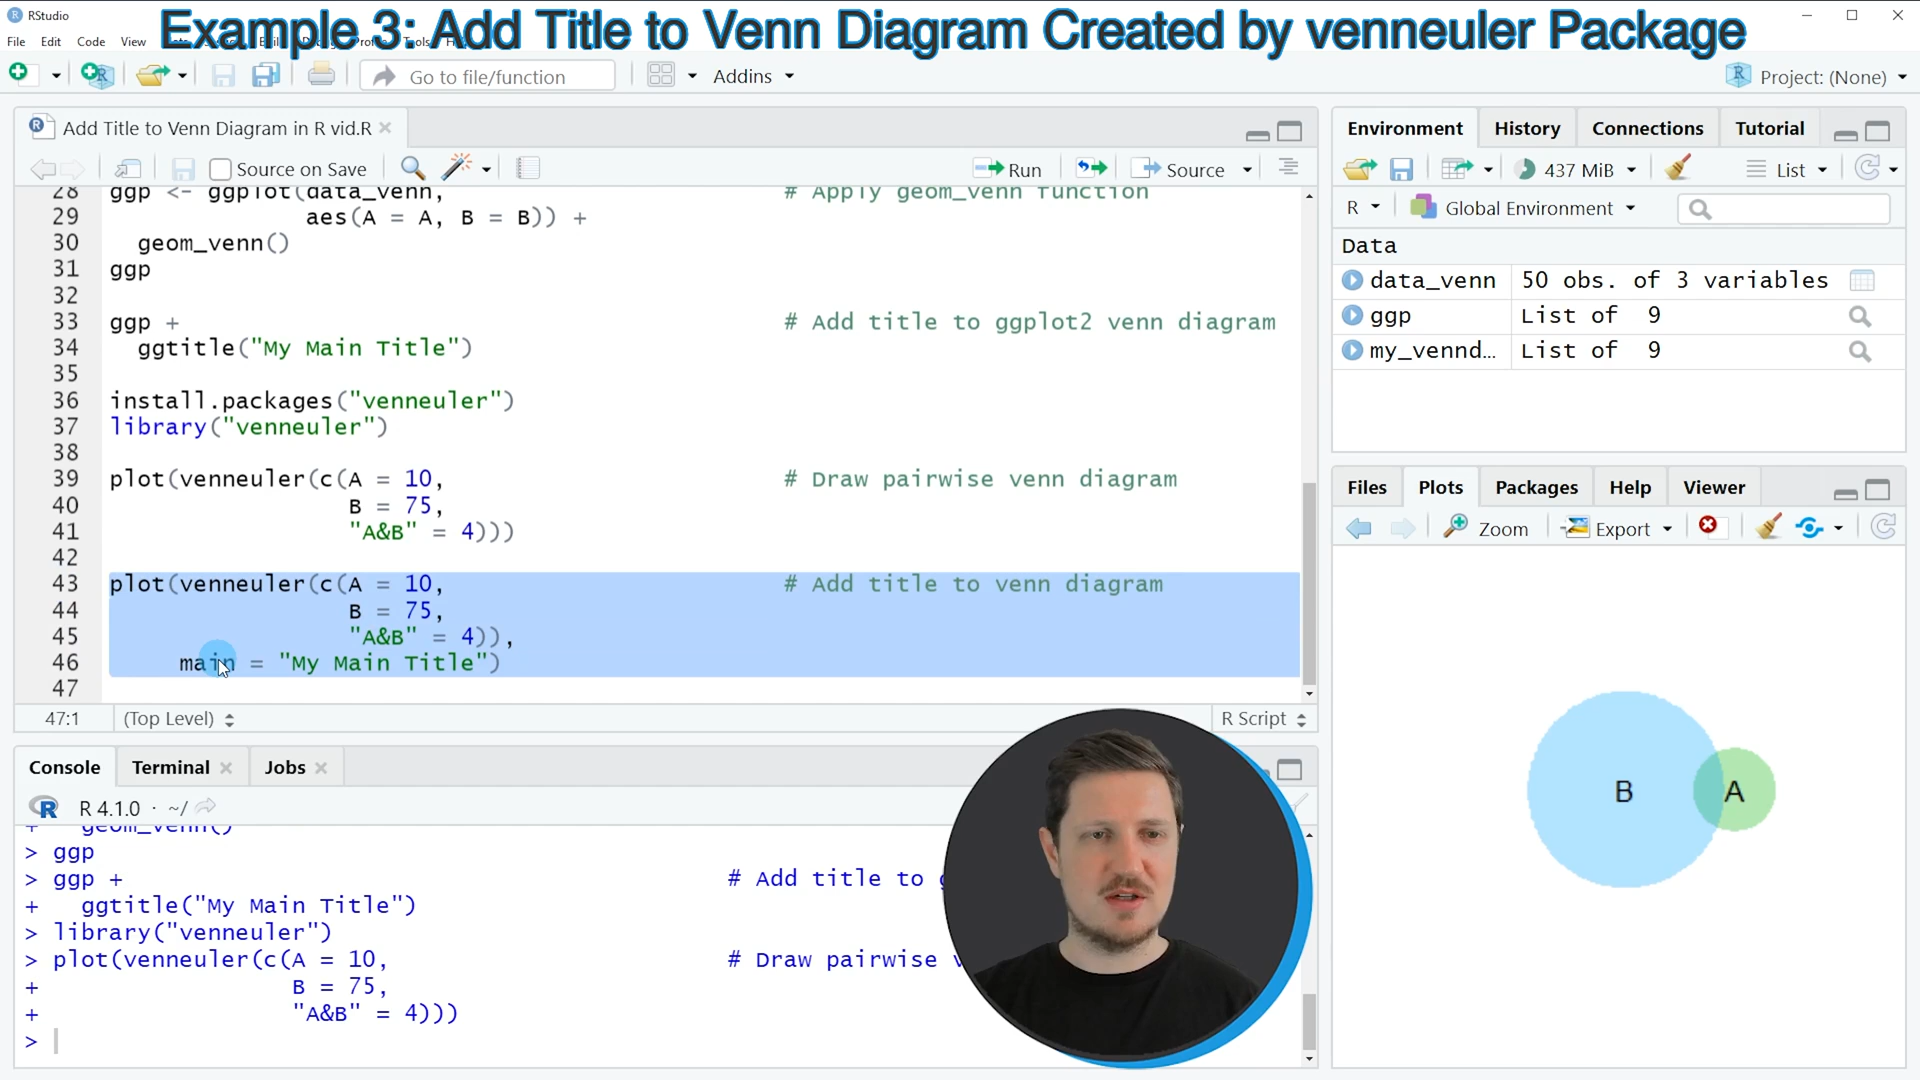 RStudio
Example 3: Add Title to Venn Diagram Created by venneuler Package
File Edit Code View
Go to file/function
Addins
Project: (None)
Add Title to Venn Diagram in R vid.R
Source on Save
Run
Source
28 ggp <- ggplot(data_venn, # Apply geom_venn function
29 aes(A = A, B = B)) +
30 geom_venn()
31 ggp
32
33 ggp + # Add title to ggplot2 venn diagram
34 ggtitle("My Main Title")
35
36 install.packages("venneuler")
37 library("venneuler")
38
39 plot(venneuler(c(A = 10, # Draw pairwise venn diagram
40 B = 75,
41 "A&B" = 4)))
42
43 plot(venneuler(c(A = 10, # Add title to venn diagram
44 B = 75,
45 "A&B" = 4)),
46 main = "My Main Title")
47
47:1 (Top Level) R Script
Console Terminal Jobs
R 4.1.0 · ~/
+ geom_venn()
> ggp
> ggp + # Add title to
+ ggtitle("My Main Title")
> library("venneuler")
> plot(venneuler(c(A = 10, # Draw pairwise
+ B = 75,
+ "A&B" = 4)))
>
Environment History Connections Tutorial
437 MiB
List
R
Global Environment
Data
data_venn 50 obs. of 3 variables
ggp List of 9
my_vennd… List of 9
Files Plots Packages Help Viewer
Zoom
Export
B
A